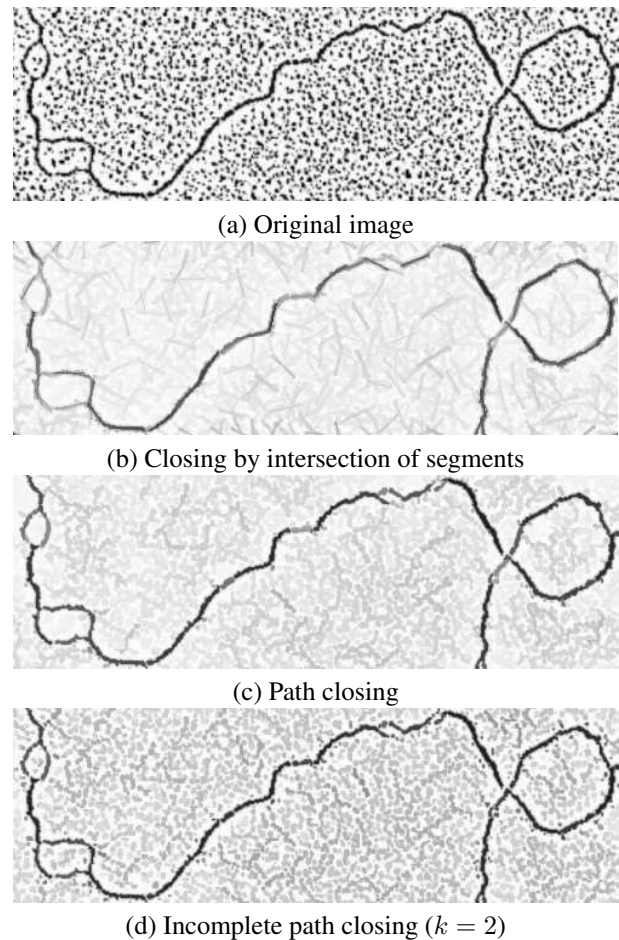 (a) Original image
(b) Closing by intersection of segments
(c) Path closing
(d) Incomplete path closing (k = 2)